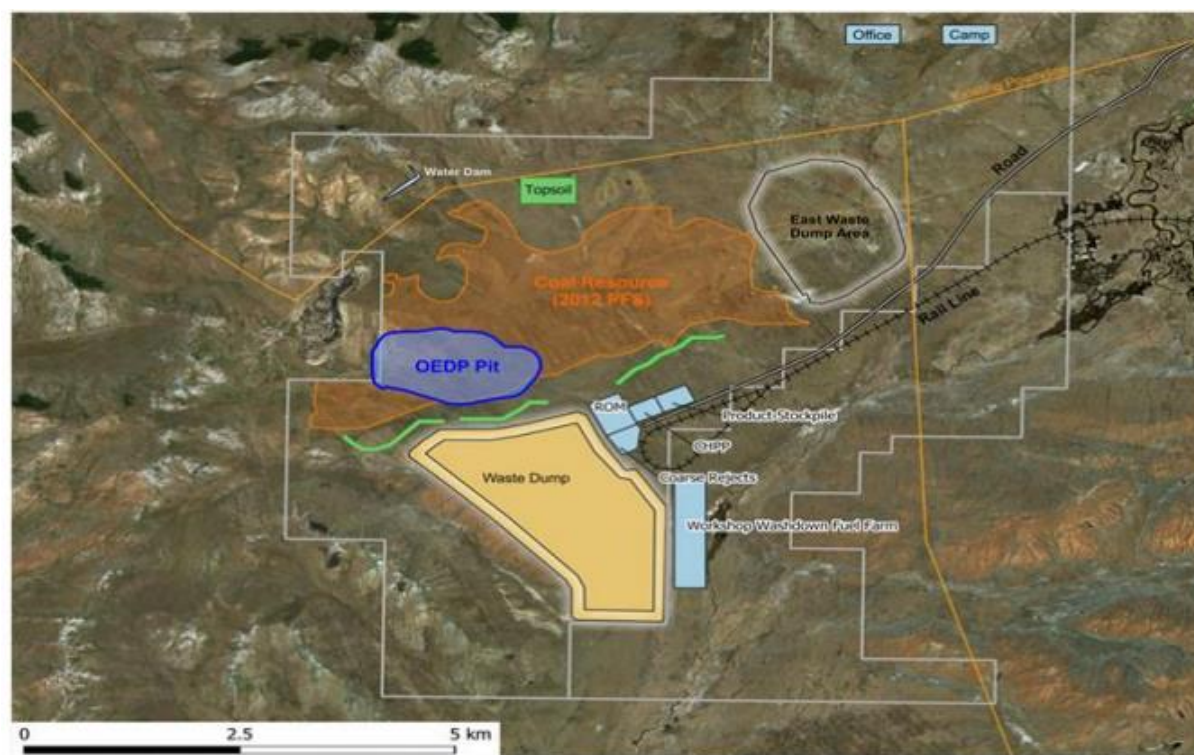 Office
Camp
Road
Water Dam
Topsoil
East Waste
Dump Area
Rail Line
Coal Resource
(2012 PFS)
OEDP Pit
ROM
Product Stockpile
CHPP
Waste Dump
Coarse Rejects
Workshop Washdown Fuel Farm
0
2.5
5 km